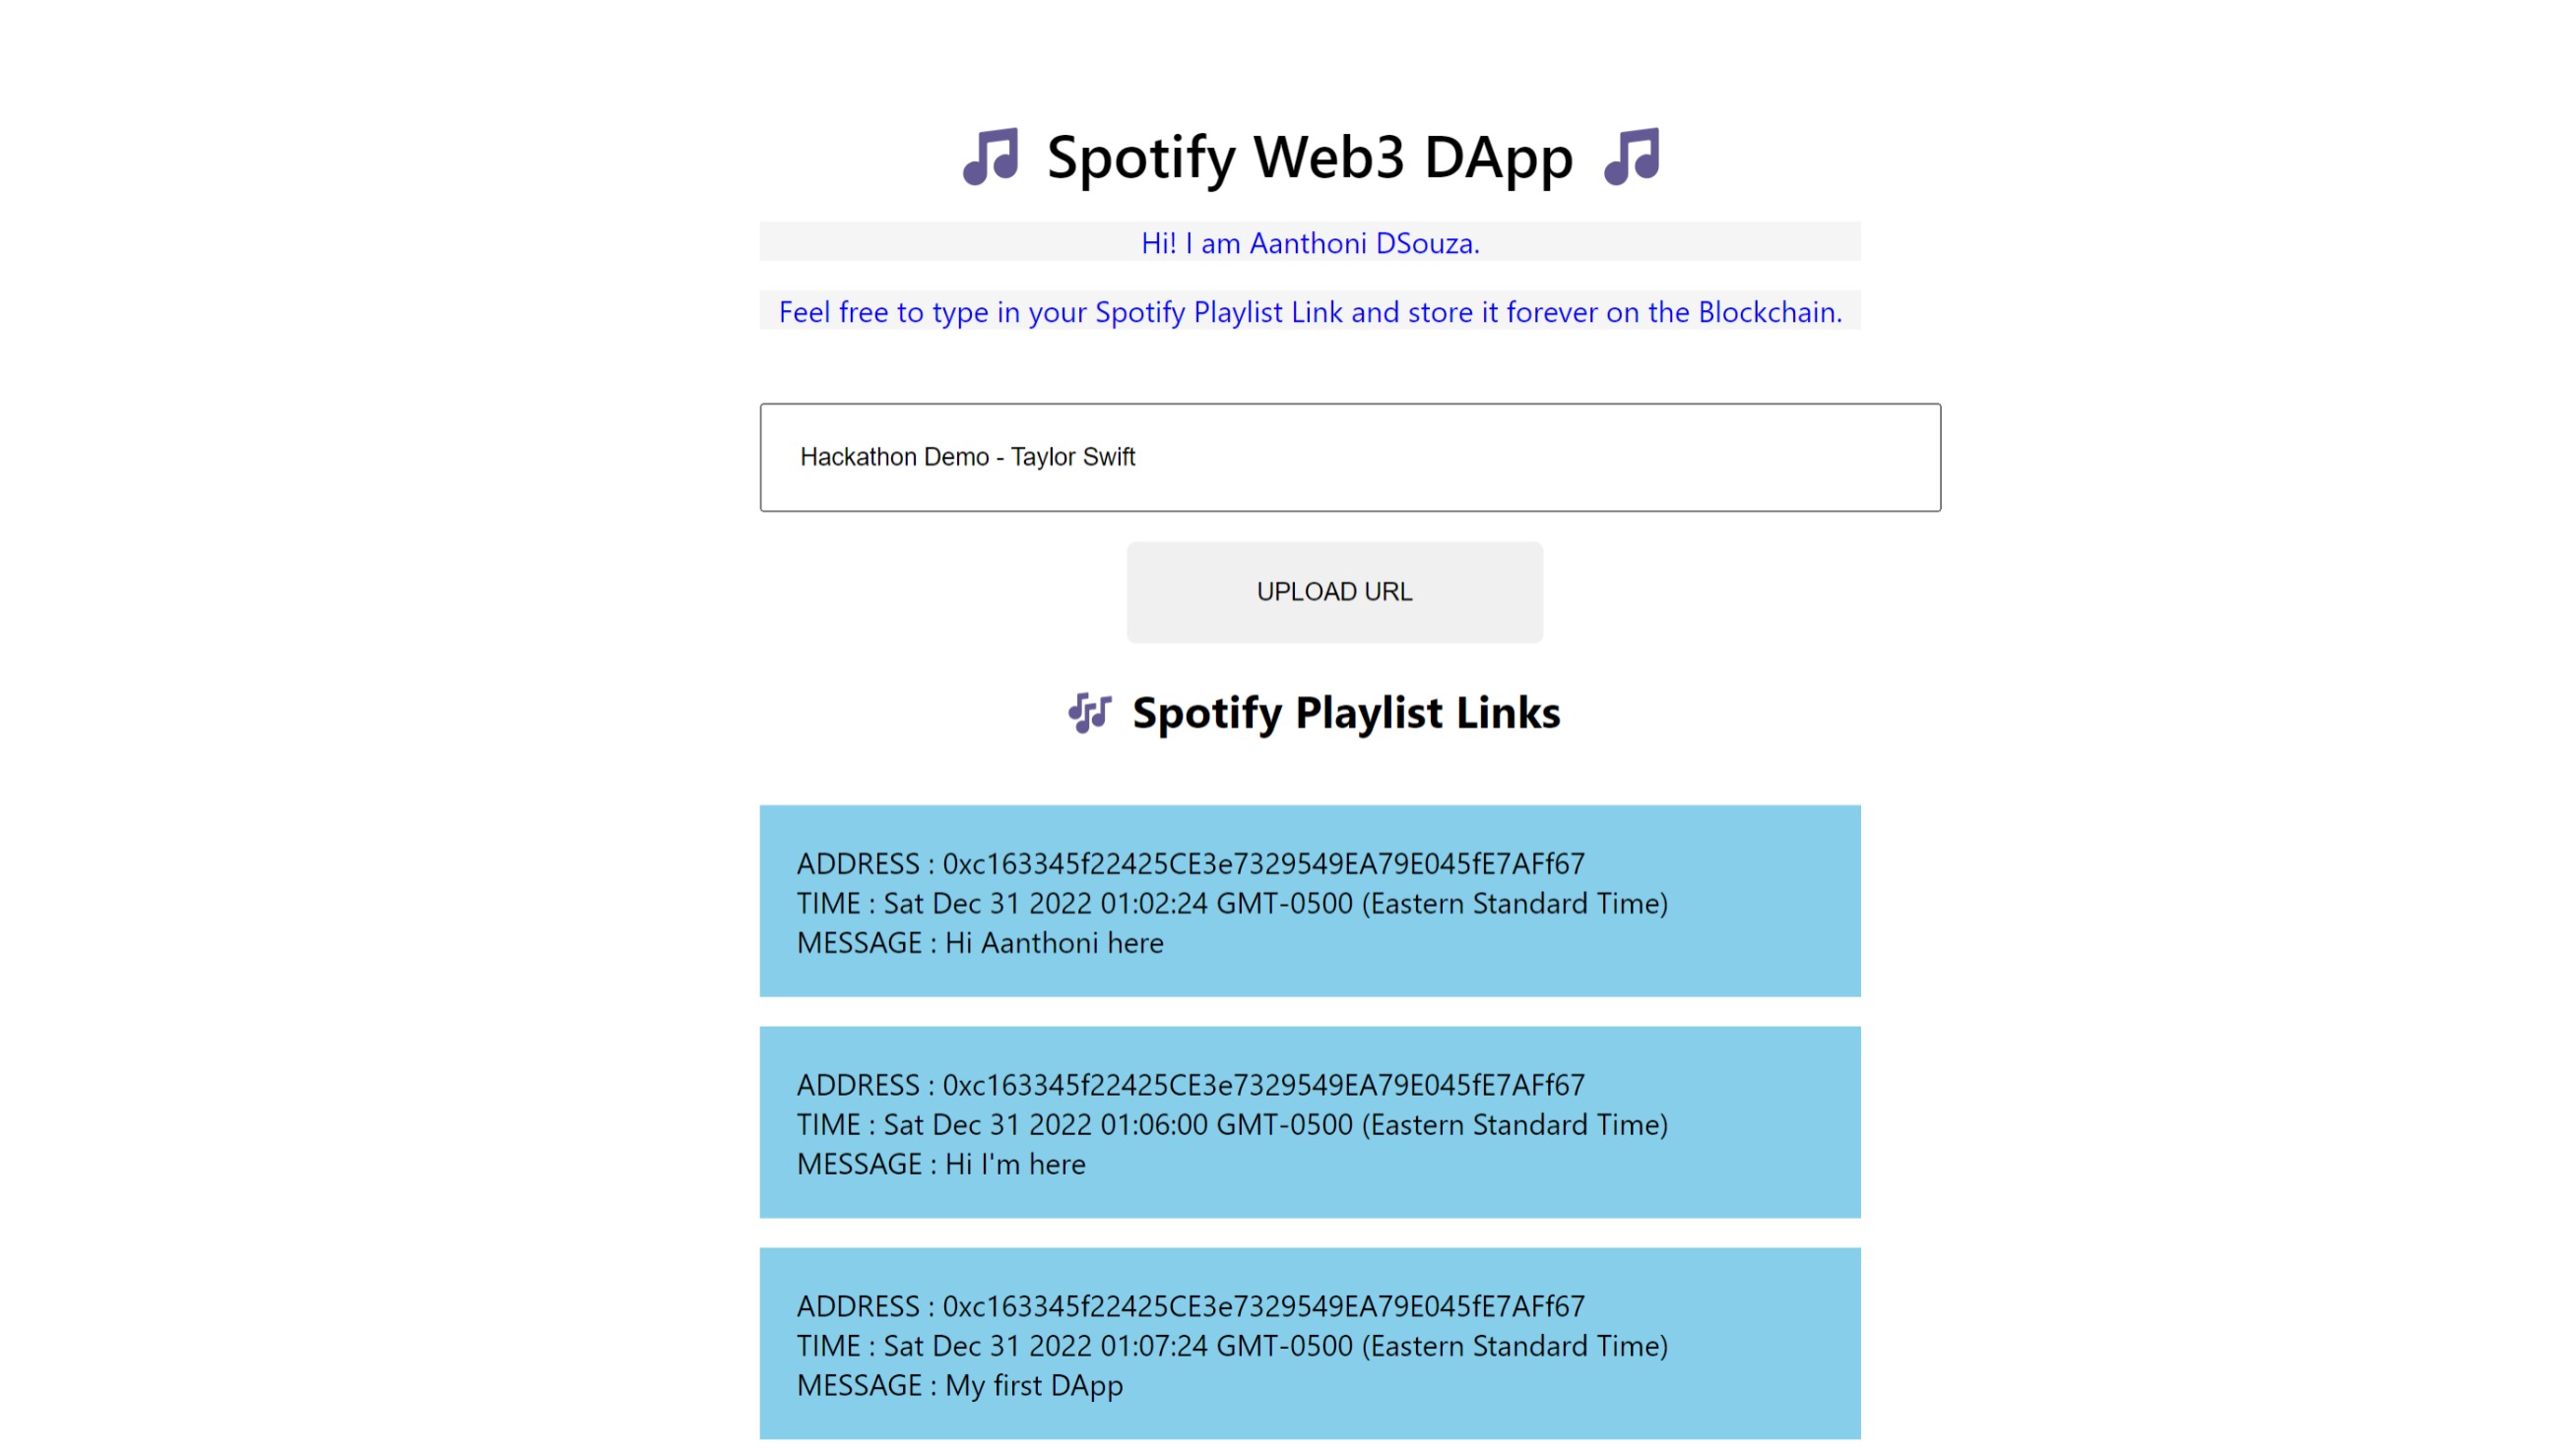 Spotify Web3 DApp
Hi! I am Aanthoni DSouza.
Feel free to type in your Spotify Playlist Link and store it forever on the Blockchain.
Hackathon Demo - Taylor Swift
UPLOAD URL
Spotify Playlist Links
ADDRESS : 0xc163345f22425CE3e7329549EA79E045fE7AFf67
TIME : Sat Dec 31 2022 01:02:24 GMT-0500 (Eastern Standard Time)
MESSAGE : Hi Aanthoni here
ADDRESS : 0xc163345f22425CE3e7329549EA79E045fE7AFf67
TIME : Sat Dec 31 2022 01:06:00 GMT-0500 (Eastern Standard Time)
MESSAGE : Hi I'm here
ADDRESS : 0xc163345f22425CE3e7329549EA79E045fE7AFf67
TIME : Sat Dec 31 2022 01:07:24 GMT-0500 (Eastern Standard Time)
MESSAGE : My first DApp